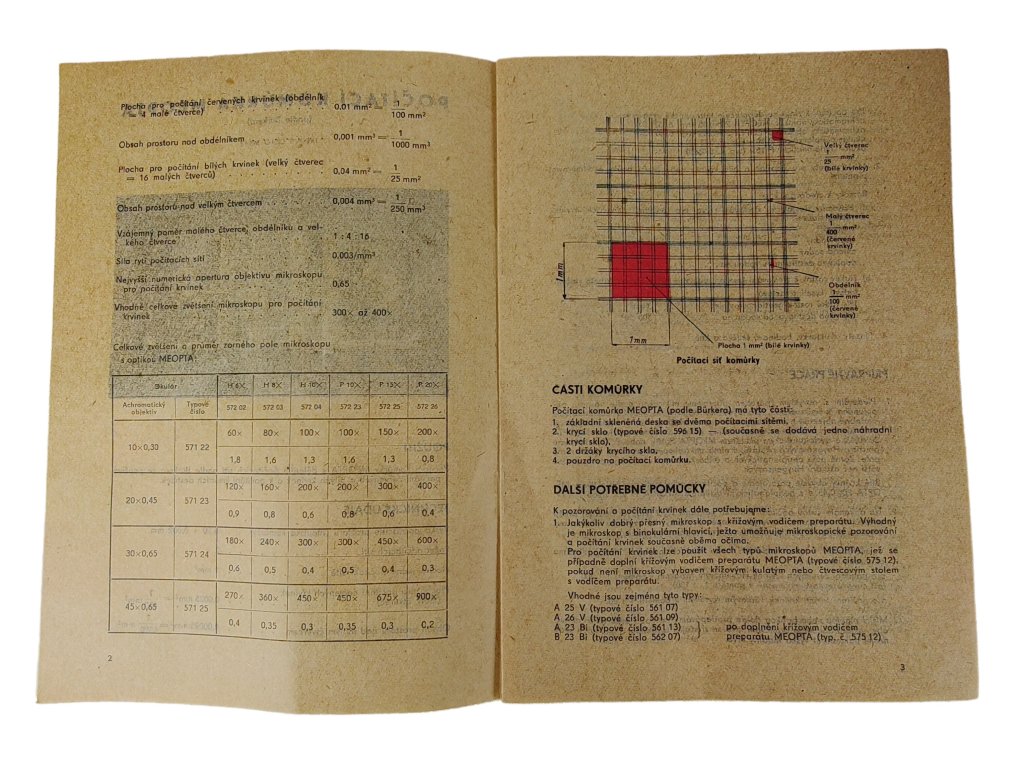 Plocha pro počítání červených krvinek (obdélník
4 malé čtverce) . . . . . . . . . 0.01 mm² = 1/100 mm²
Obsah prostoru nad abdélníkem . . . . . 0,001 mm³ = 1/1000 mm³
Plocha pro počítání bílých krvinek (velký čtverec
= 16 malých čtverců) . . . . . . . . 0,04 mm² = 1/25 mm²
Obsah prostoru nad velkým čtvercem . . . . 0,004 mm³ = 1/250 mm³
Vzájemný poměr malého čtverce, obdélníku a vel-
kého čtverce . . . . . . . . . . 1 : 4 : 16
Síla rytí počítacích sítí . . . . . . . 0.003/mm³
Nejvyšší numerická apertura objektivu mikroskopu
pro počítání krvinek . . . . . . . . 0,65
Vhodné celkové zvětšení mikroskopu pro počítání
krvinek . . . . . . . . . . . . 300× až 400×
Celkové zvětšení a průměr zorného pole mikroskopu
s optikou MEOPTA:
Okulár H 6× H 8× H 10× P 10× P 15× P 20×
Achromatický objektiv Typové číslo 572 02 572 03 572 04 572 23 572 25 572 26
10×0,30 571 22 60× 80× 100× 100× 150× 200×
1,8 1,6 1,3 1,6 1,3 0,8
20×0,45 571 23 120× 160× 200× 200× 300× 400×
0,9 0,8 0,6 0,8 0,6 0,4
30×0,65 571 24 180× 240× 300× 300× 450× 600×
0,6 0,5 0,4 0,5 0,4 0,3
45×0,65 571 25 270× 360× 450× 450× 675× 900×
0,4 0,35 0,3 0,35 0,3 0,2
2
Velký čtverec
1/25 mm²
(bílé krvinky)
Malý čtverec
1/400 mm²
(červené
krvinky)
Obdélník
1/100 mm²
(červené
krvinky)
1mm
1mm
Plocha 1 mm² (bílé krvinky)
Počítací síť komůrky
ČÁSTI KOMŮRKY
Počítací komůrka MEOPTA (podle Bürkera) má tyto části:
1. základní skleněná deska se dvěma počítacími sítěmi,
2. krycí sklo (typové číslo 596 15) — (současně se dodává jedno náhradní
krycí sklo),
3. 2 držáky krycího skla,
4. pouzdro na počítací komůrku.
DALŠÍ POTŘEBNÉ POMŮCKY
K pozorování a počítání krvinek dále potřebujeme:
1. Jakýkoliv dobrý přesný mikroskop s křížovým vodičem preparátu. Výhodný
je mikroskop s binokulární hlavicí, ježto umožňuje mikroskopické pozorování
a počítání krvinek současně oběma očima.
Pro počítání krvinek lze použít všech typů mikroskopů MEOPTA, jež se
případně doplní křížovým vodičem preparátů MEOPTA (typové číslo 575 12),
pokud není mikroskop vybaven křížovým kulatým nebo čtvercovým stolem
s vodičem preparátu.
Vhodné jsou zejména tyto typy:
A 25 V (typové číslo 561 07)
A 26 V (typové číslo 561 09)
A 23 Bi (typové číslo 561 13) po doplnění křížovým vodičem
B 23 Bi (typové číslo 562 07) preparátu MEOPTA (typ. č. 575 12)
3